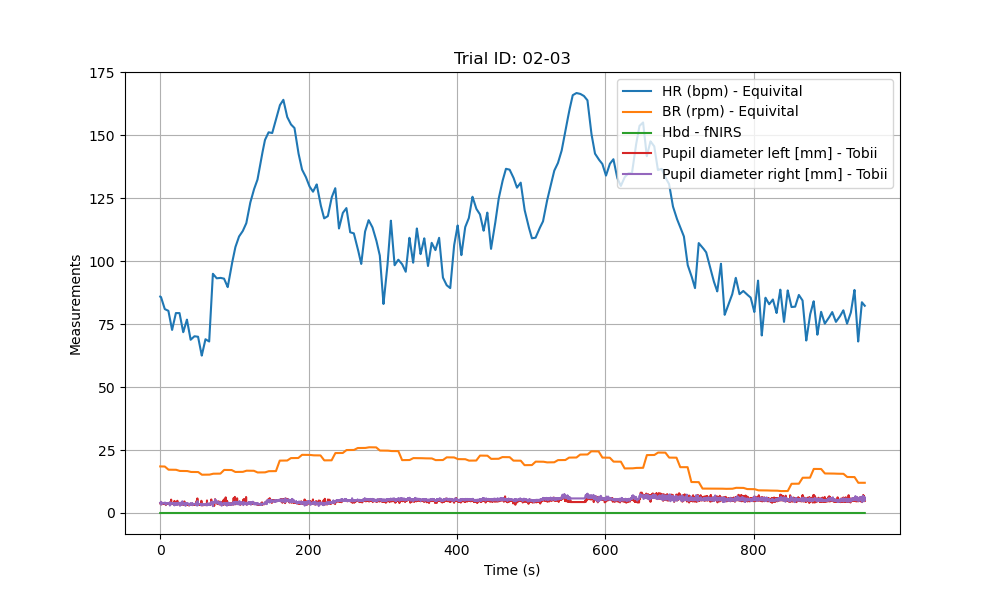 Trial ID: 02-03
175
150
125
100
75
50
25
0
Measurements
HR (bpm) - Equivital
BR (rpm) - Equivital
Hbd - fNIRS
Pupil diameter left [mm] - Tobii
Pupil diameter right [mm] - Tobii
0
200
400
600
800
Time (s)